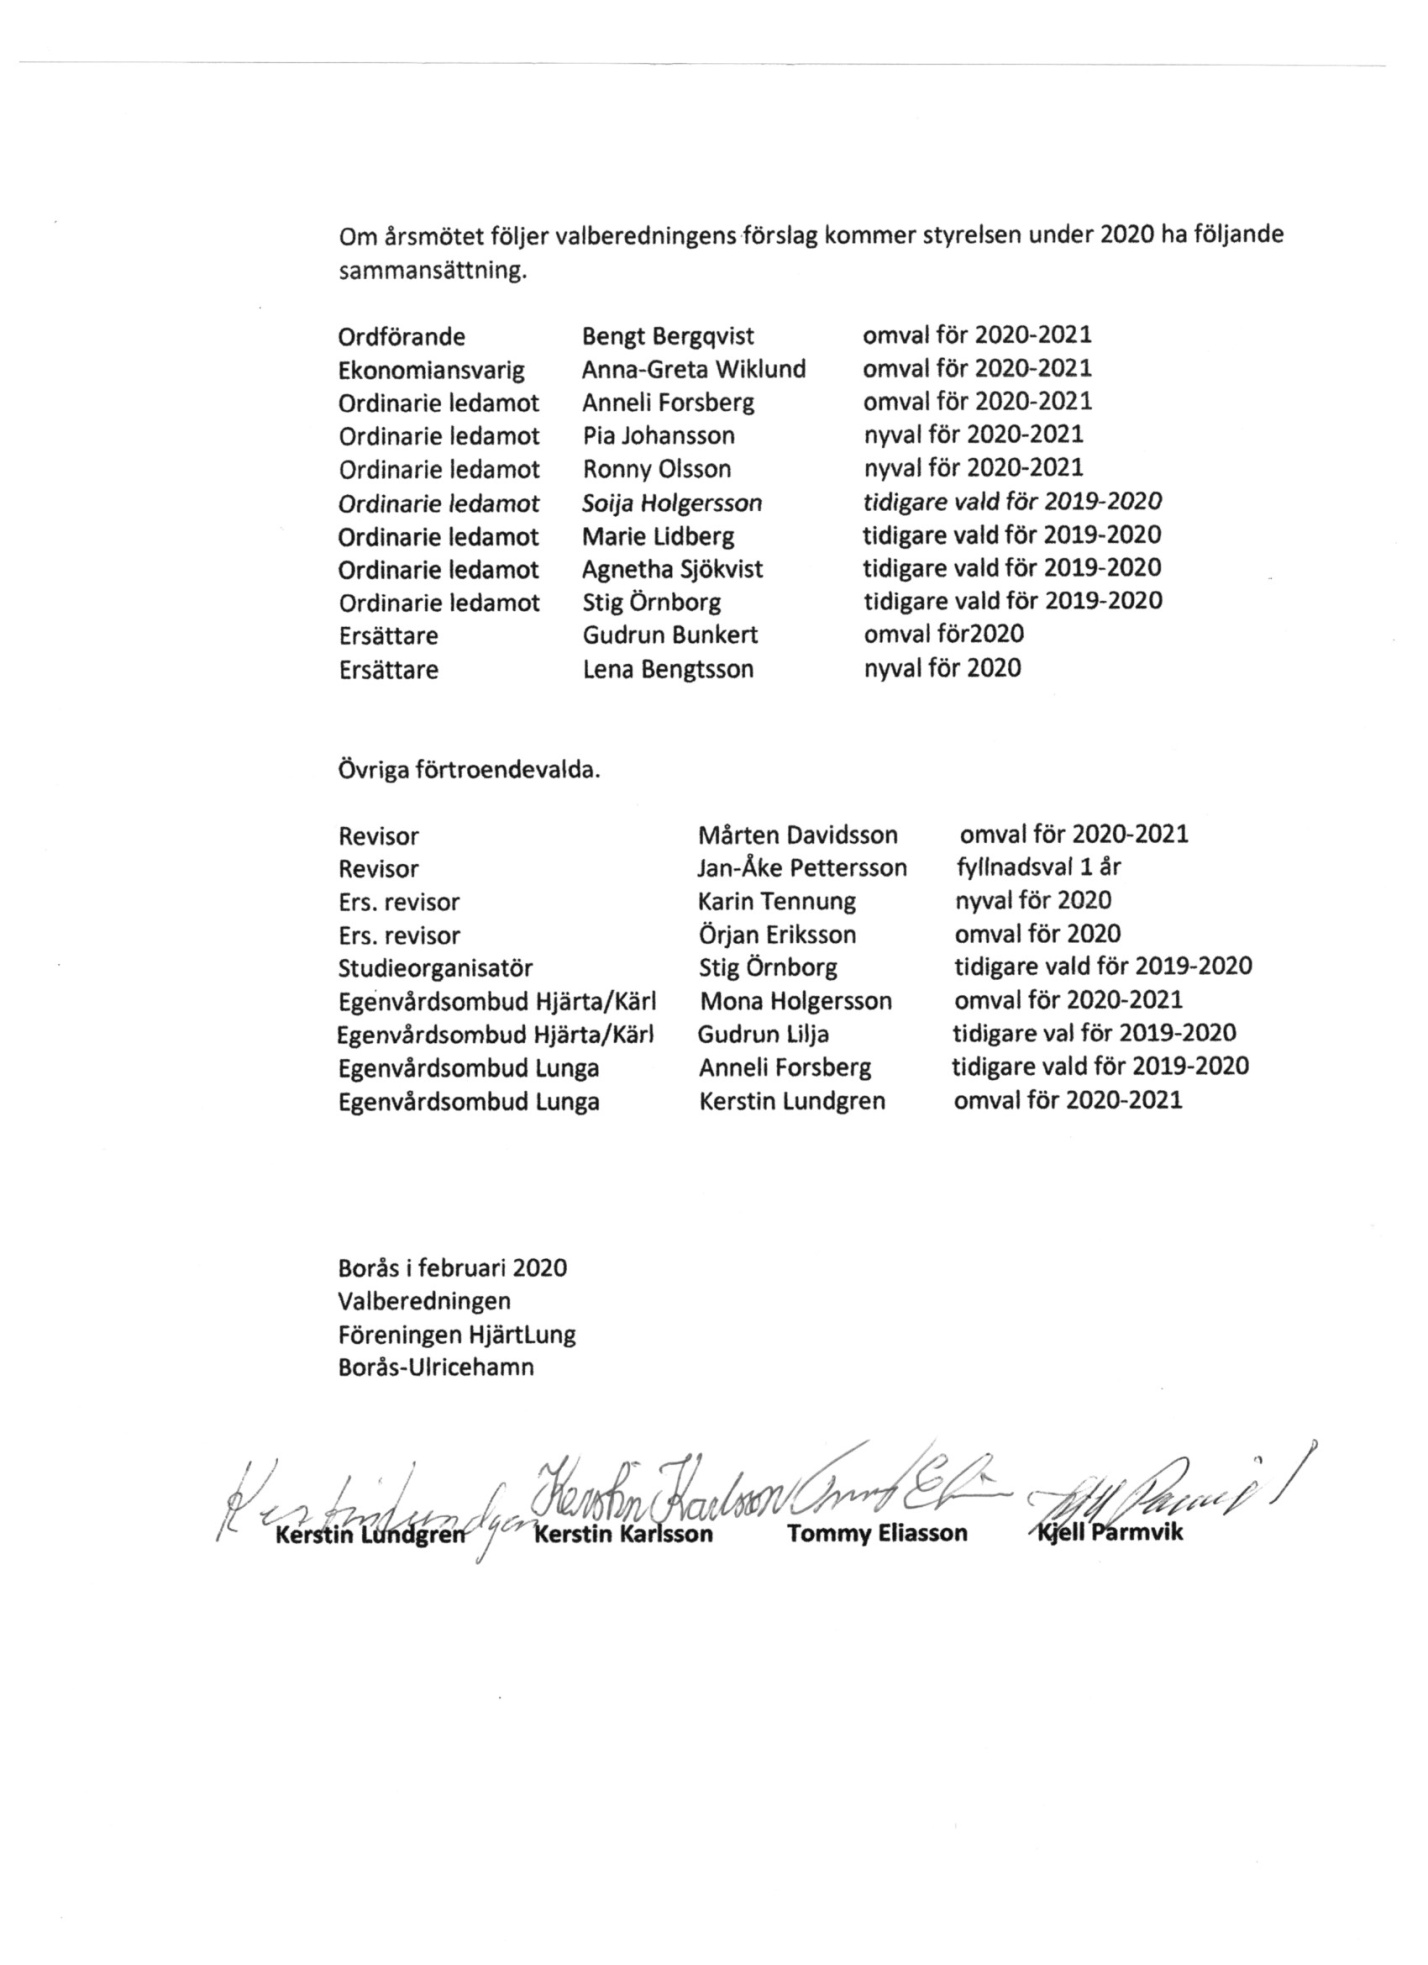 Om årsmötet följer valberedningens förslag kommer styrelsen under 2020 ha följande
sammansättning.
Ordförande Bengt Bergqvist omval för 2020-2021
Ekonomiansvarig Anna-Greta Wiklund omval för 2020-2021
Ordinarie ledamot Anneli Forsberg omval för 2020-2021
Ordinarie ledamot Pia Johansson nyval för 2020-2021
Ordinarie ledamot Ronny Olsson nyval för 2020-2021
Ordinarie ledamot Soija Holgersson tidigare vald för 2019-2020
Ordinarie ledamot Marie Lidberg tidigare vald för 2019-2020
Ordinarie ledamot Agnetha Sjökvist tidigare vald för 2019-2020
Ordinarie ledamot Stig Örnborg tidigare vald för 2019-2020
Ersättare Gudrun Bunkert omval för2020
Ersättare Lena Bengtsson nyval för 2020
Övriga förtroendevalda.
Revisor Mårten Davidsson omval för 2020-2021
Revisor Jan-Åke Pettersson fyllnadsval 1 år
Ers. revisor Karin Tennung nyval för 2020
Ers. revisor Örjan Eriksson omval för 2020
Studieorganisatör Stig Örnborg tidigare vald för 2019-2020
Egenvårdsombud Hjärta/Kärl Mona Holgersson omval för 2020-2021
Egenvårdsombud Hjärta/Kärl Gudrun Lilja tidigare val för 2019-2020
Egenvårdsombud Lunga Anneli Forsberg tidigare vald för 2019-2020
Egenvårdsombud Lunga Kerstin Lundgren omval för 2020-2021
Borås i februari 2020
Valberedningen
Föreningen HjärtLung
Borås-Ulricehamn
Kerstin Lundgren Kerstin Karlsson
Kerstin Lundgren Kerstin Karlsson Tommy Eliasson Kjell Parmvik